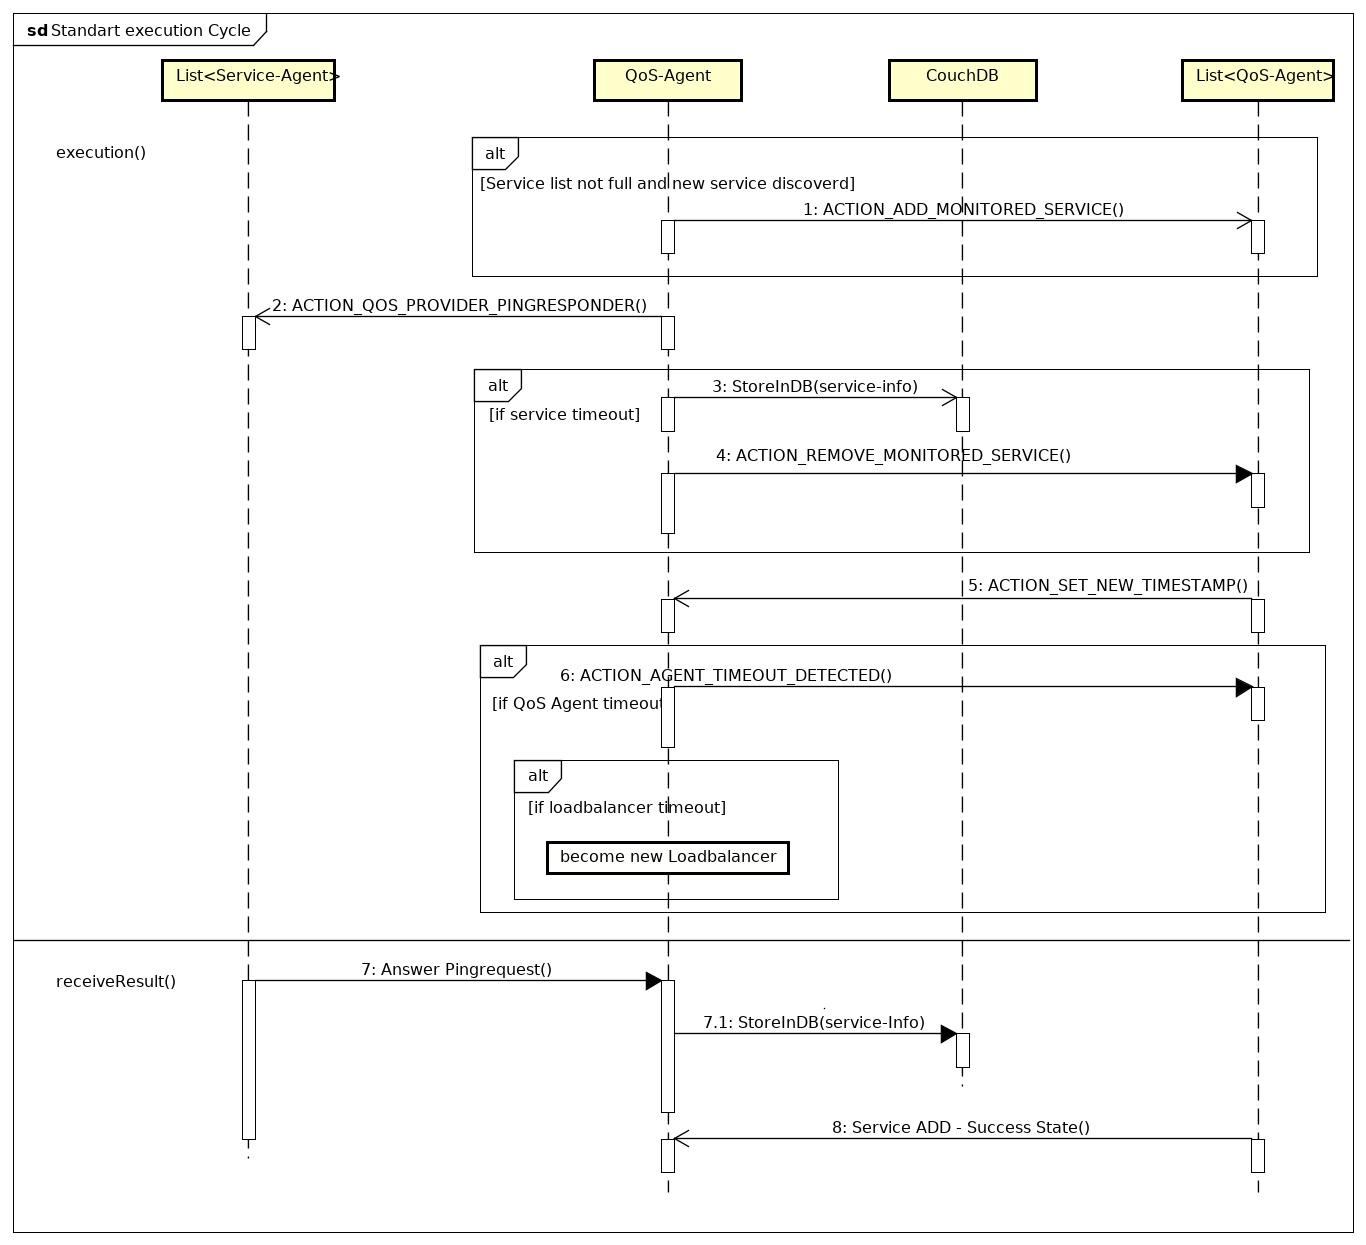 sd Standart execution Cycle
List<Service-Agent>
QoS-Agent
CouchDB
List<QoS-Agent>
execution()
alt
[Service list not full and new service discoverd]
1: ACTION_ADD_MONITORED_SERVICE()
2: ACTION_QOS_PROVIDER_PINGRESPONDER()
alt
3: StoreInDB(service-info)
[if service timeout]
4: ACTION_REMOVE_MONITORED_SERVICE()
5: ACTION_SET_NEW_TIMESTAMP()
alt
6: ACTION_AGENT_TIMEOUT_DETECTED()
[if QoS Agent timeout
alt
[if loadbalancer timeout]
become new Loadbalancer
receiveResult()
7: Answer Pingrequest()
7.1: StoreInDB(service-Info)
8: Service ADD - Success State()